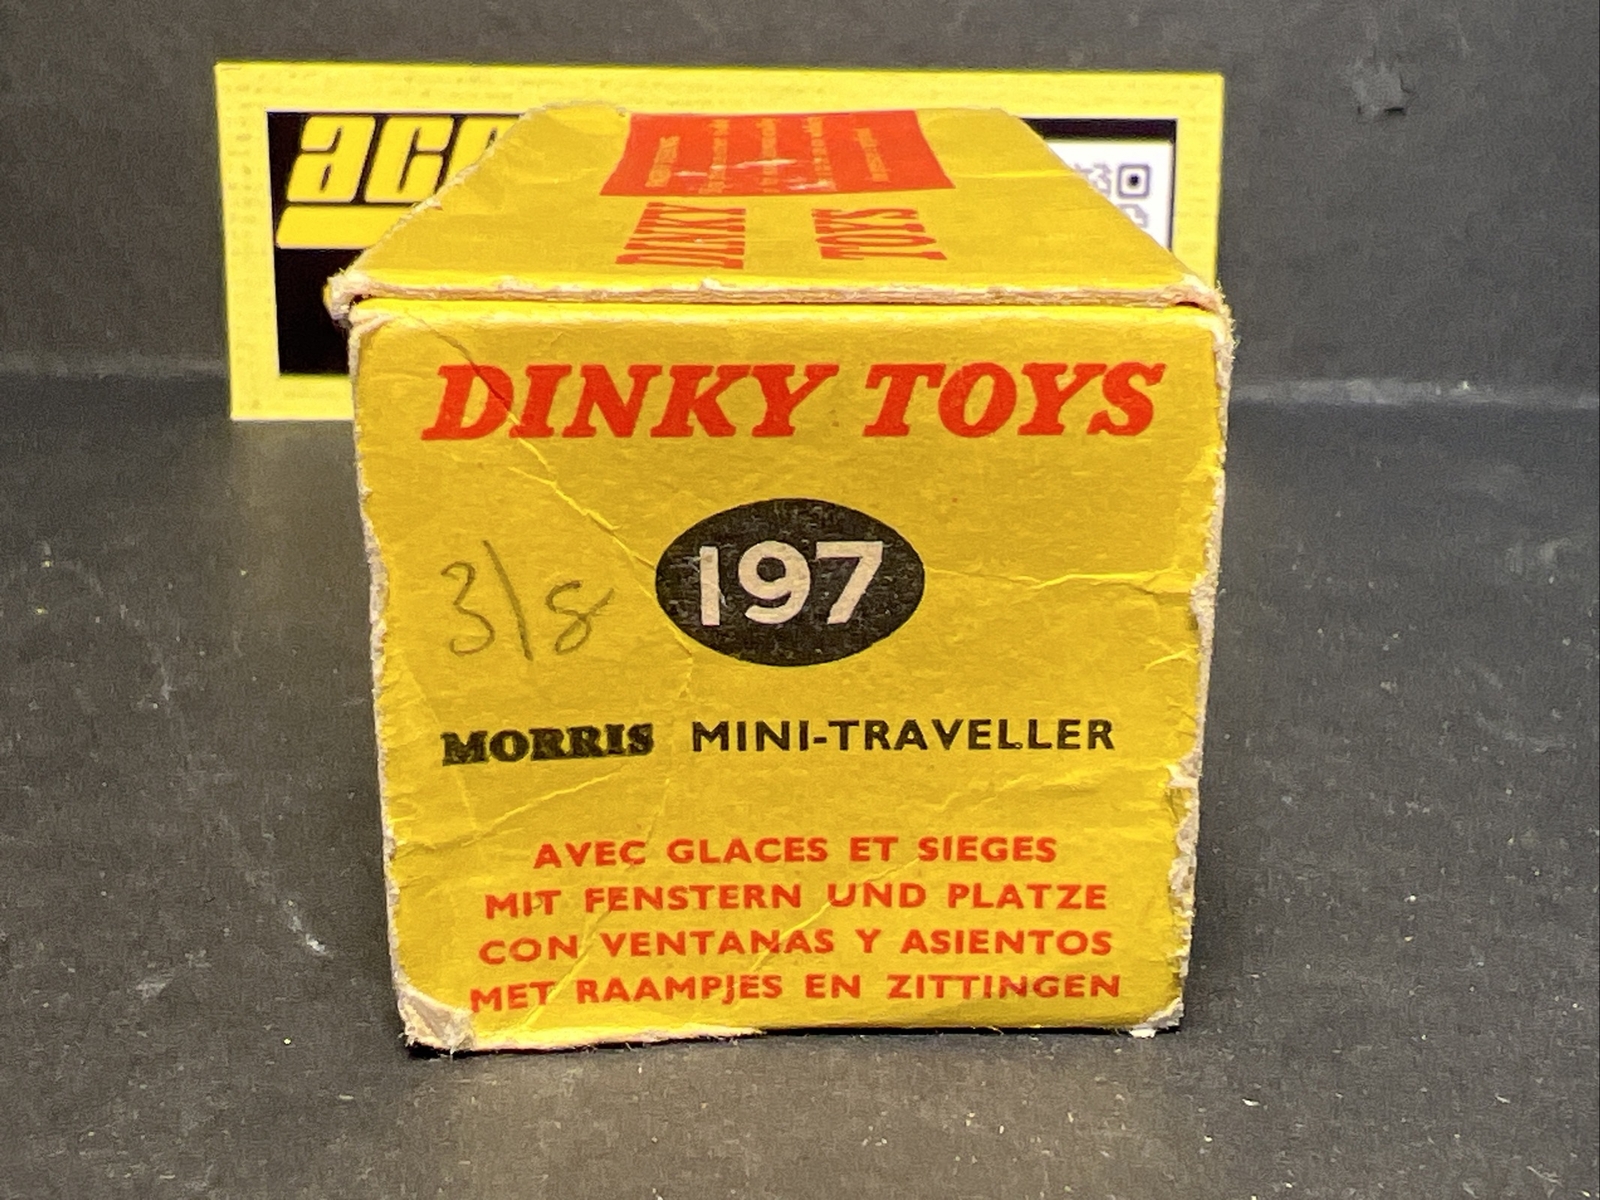 ace
DINKY TOYS
DINKY TOYS
197
3\8
MORRIS MINI-TRAVELLER
AVEC GLACES ET SIEGES
MIT FENSTERN UND PLATZE
CON VENTANAS Y ASIENTOS
MET RAAMPJES EN ZITTINGEN